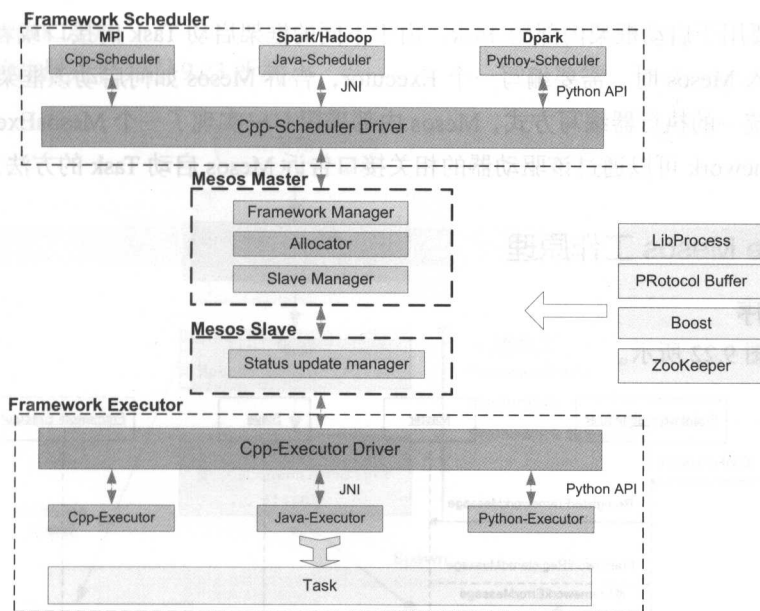 Framework Scheduler
MPI
Spark/Hadoop
Dpark
Cpp-Scheduler
Java-Scheduler
Pythoy-Scheduler
JNI
Python API
Cpp-Scheduler Driver
Mesos Master
Framework Manager
Allocator
Slave Manager
LibProcess
PRotocol Buffer
Boost
ZooKeeper
Mesos Slave
Status update manager
Framework Executor
Cpp-Executor Driver
JNI
Python API
Cpp-Executor
Java-Executor
Python-Executor
Task